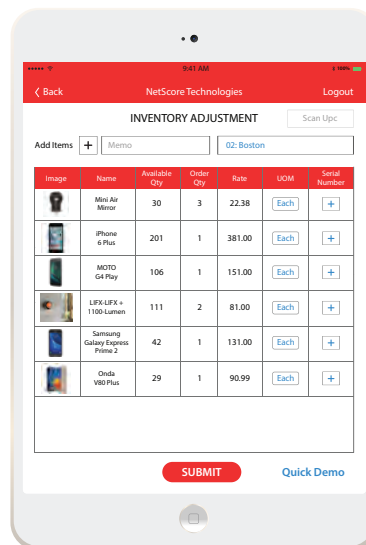 9:41 AM
100%
Back NetScore Technologies Logout
INVENTORY ADJUSTMENT Scan Upc
Add Items + Memo 02: Boston
Image Name Available Qty Order Qty Rate UOM Serial Number
Mini Air Mirror 30 3 22.38 Each +
iPhone 6 Plus 201 1 381.00 Each +
MOTO G4 Play 106 1 151.00 Each +
LIFX-LIFX + 1100-Lumen 111 2 81.00 Each +
Samsung Galaxy Express Prime 2 42 1 131.00 Each +
Onda V80 Plus 29 1 90.99 Each +
SUBMIT Quick Demo